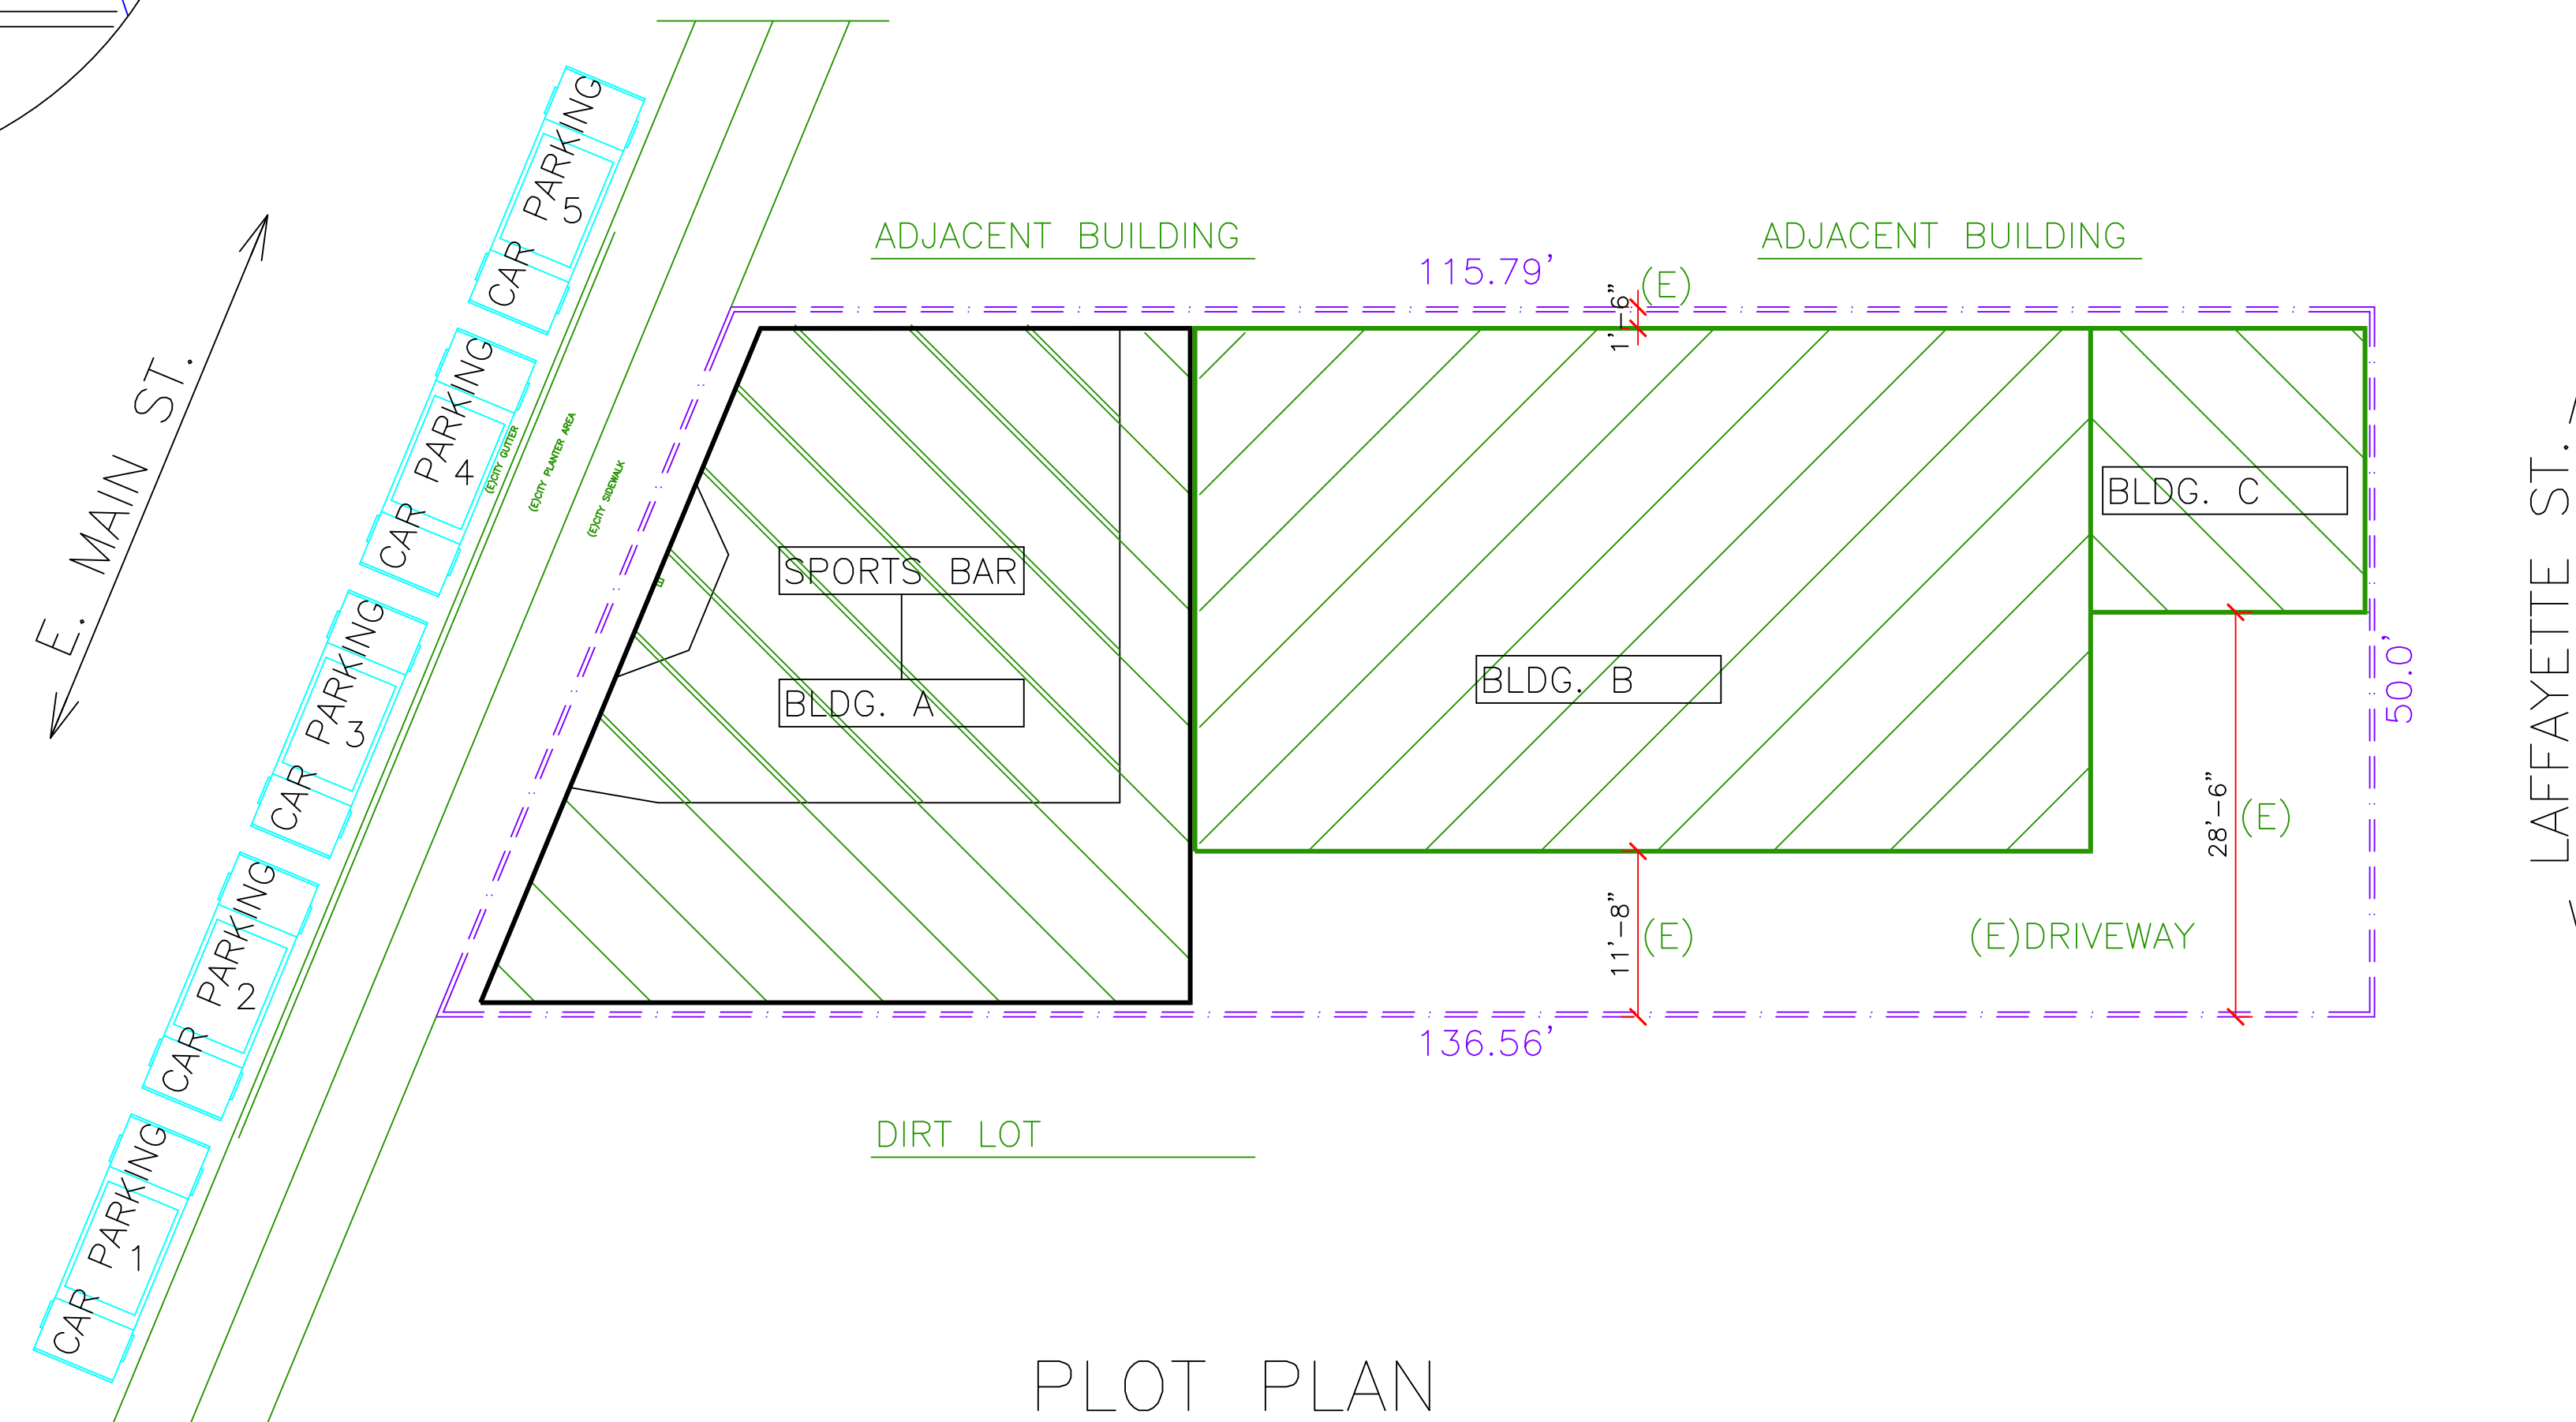 CAR PARKING
5
ADJACENT BUILDING
ADJACENT BUILDING
115.79'
1'-6"
(E)
CAR PARKING
4
E. MAIN ST.
(E)CITY GUTTER
(E)CITY PLANTER AREA
(E)CITY SIDEWALK
BLDG. C
SPORTS BAR
BLDG. A
BLDG. B
50.0'
LAFFAYETTE ST.
CAR PARKING
3
28'-6"
(E)
CAR PARKING
2
11'-8"
(E)
(E)DRIVEWAY
136.56'
DIRT LOT
CAR PARKING
1
PLOT PLAN